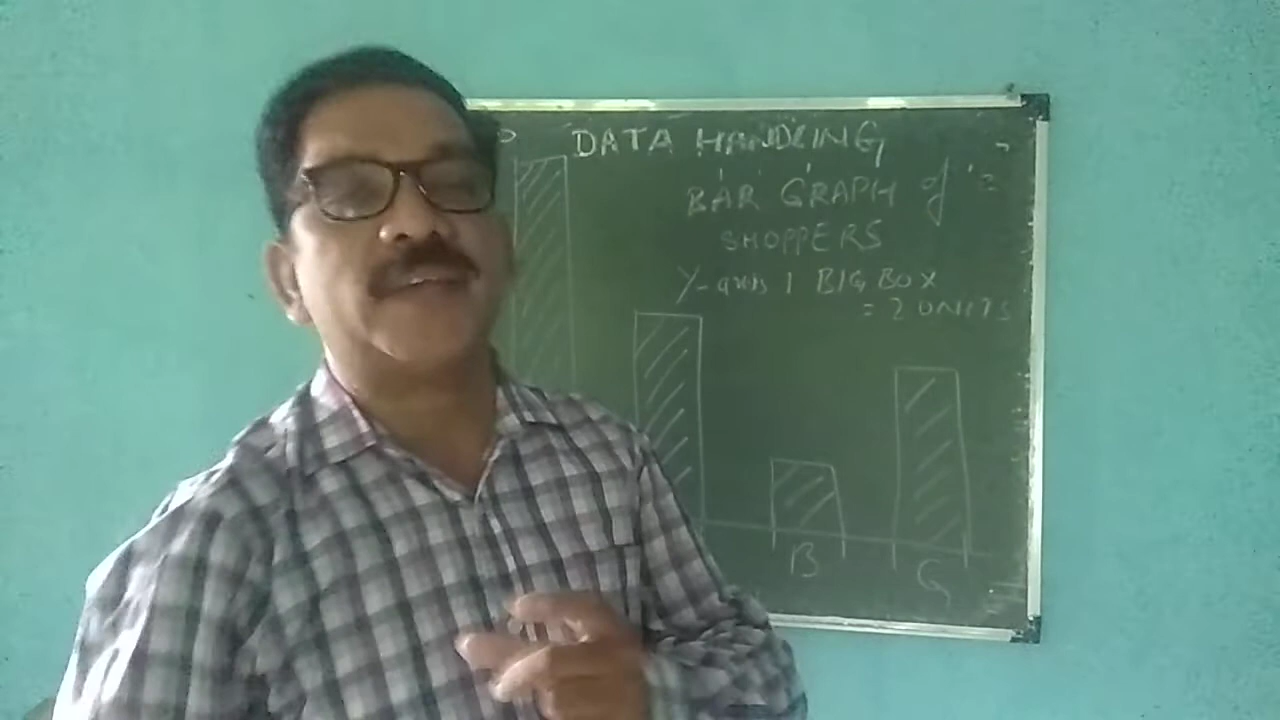 DATA HANDLING
BAR GRAPH of
SHOPPERS
Y-axis 1 BIG BOX
= 2 UNITS
B
G